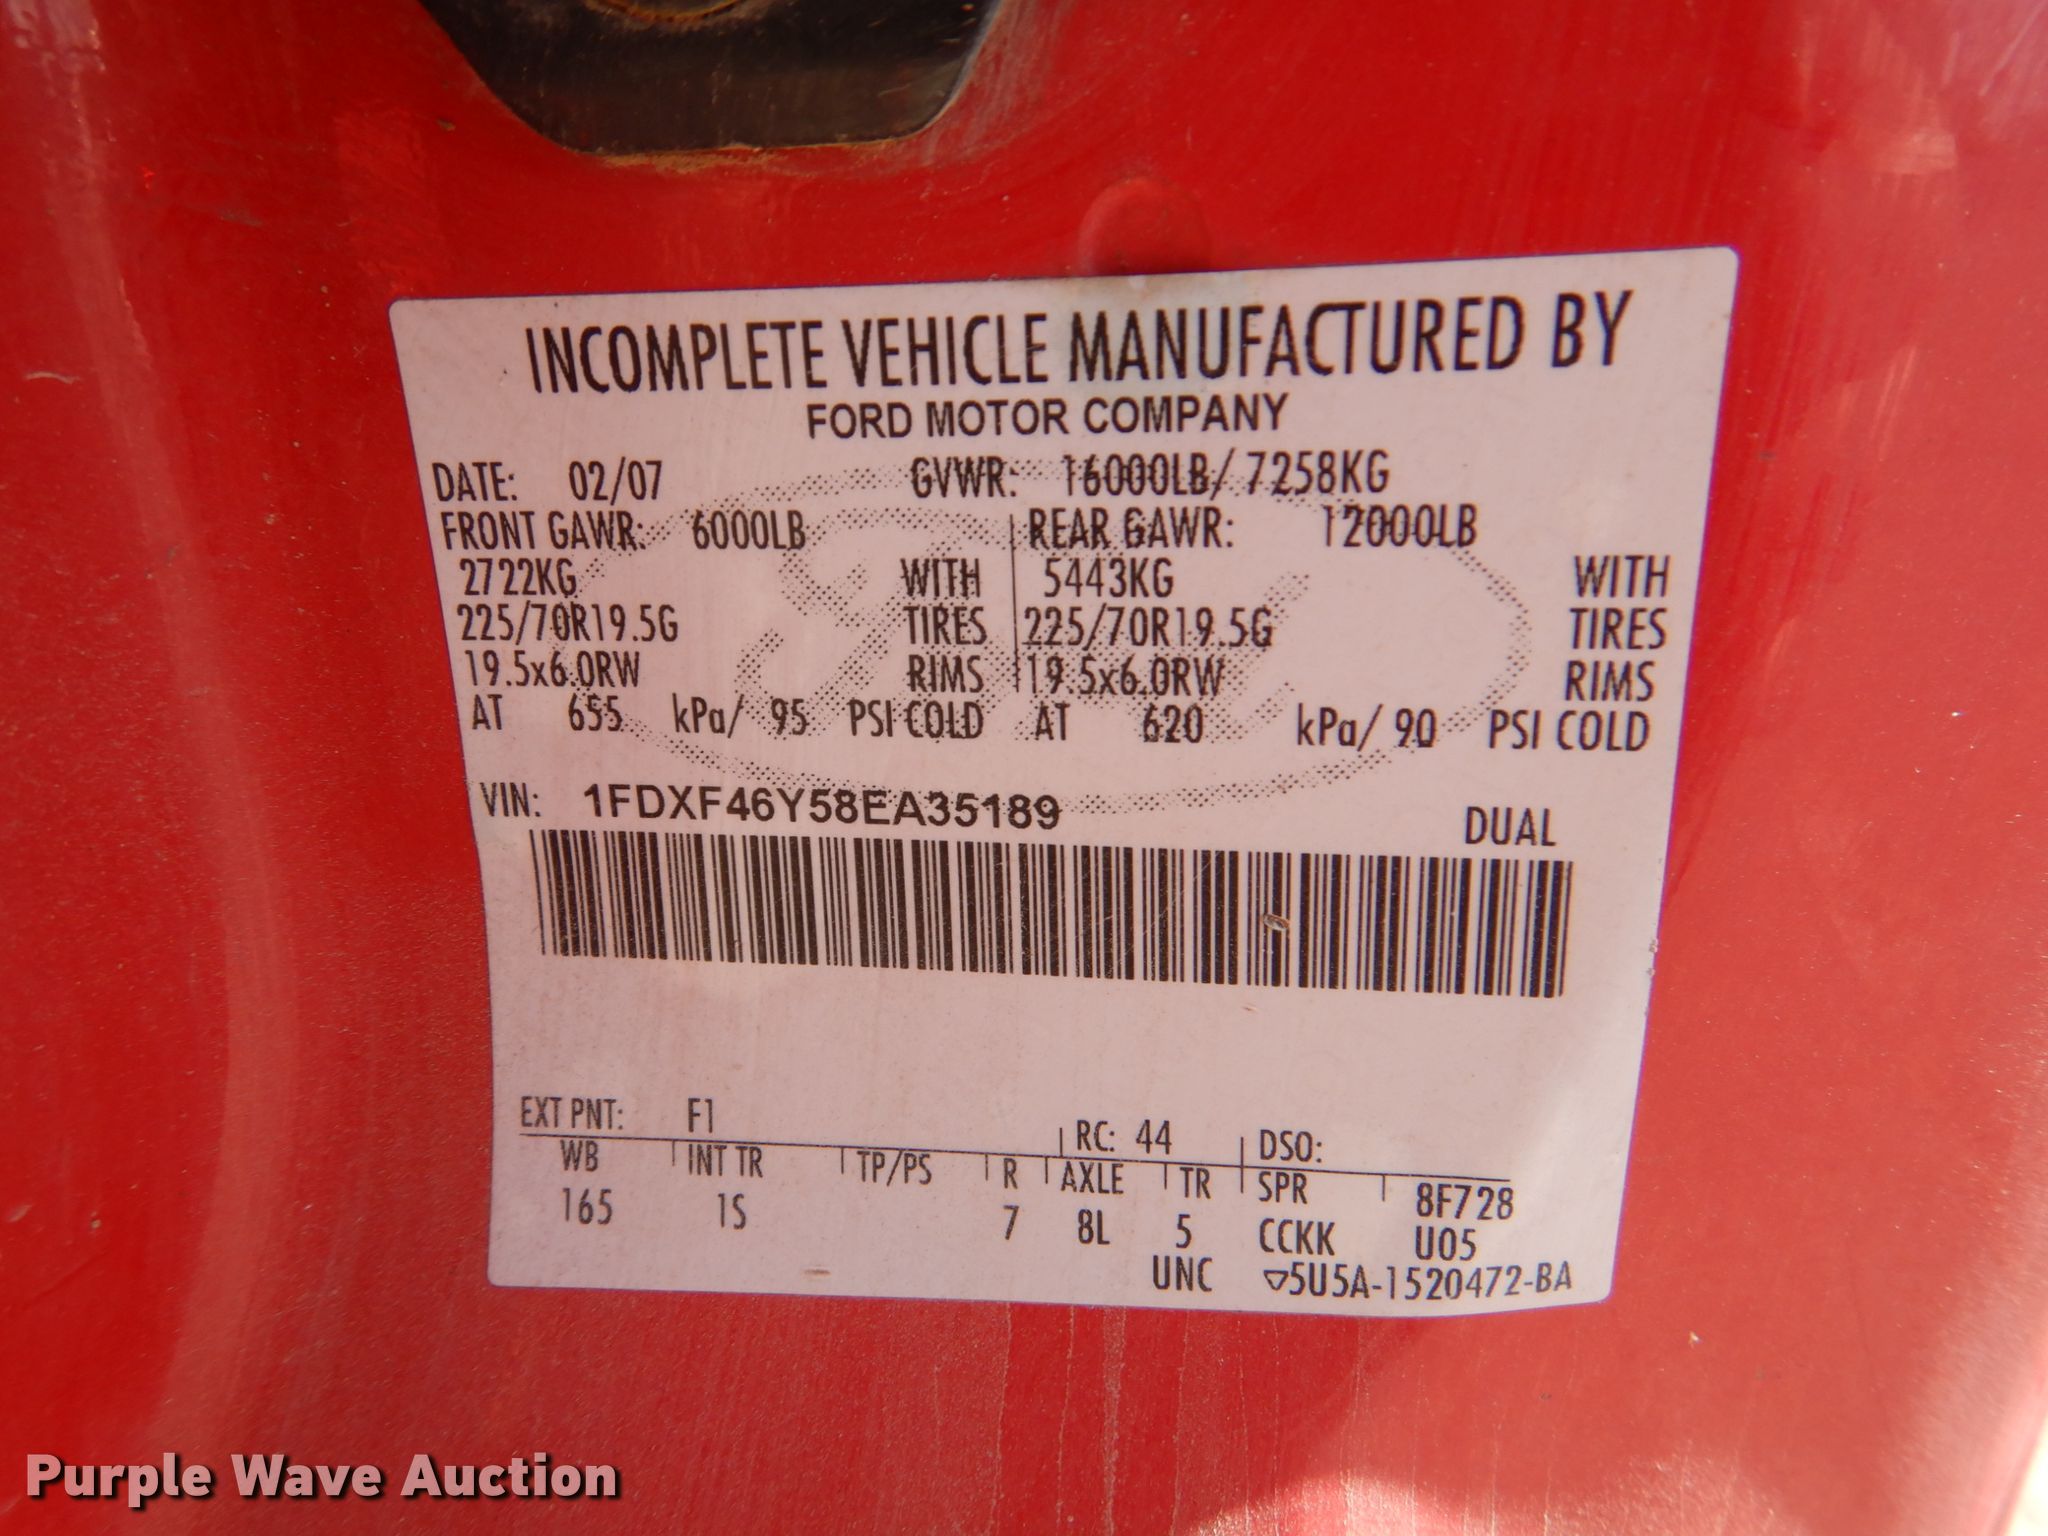 INCOMPLETE VEHICLE MANUFACTURED BY
FORD MOTOR COMPANY
DATE: 02/07 GVWR: 16000LB/ 7258KG
FRONT GAWR: 6000LB REAR GAWR: 12000LB
2722KG WITH 5443KG WITH
225/70R19.5G TIRES 225/70R19.5G TIRES
19.5x6.0RW RIMS 19.5x6.0RW RIMS
AT 655 kPa/ 95 PSI COLD AT 620 kPa/ 90 PSI COLD
VIN: 1FDXF46Y58EA35189
DUAL
EXT PNT: F1 RC: 44 DSO:
WB INT TR TP/PS R AXLE TR SPR 8F728
165 1S 7 8L 5 CCKK U05
UNC 5U5A-1520472-BA
Purple Wave Auction